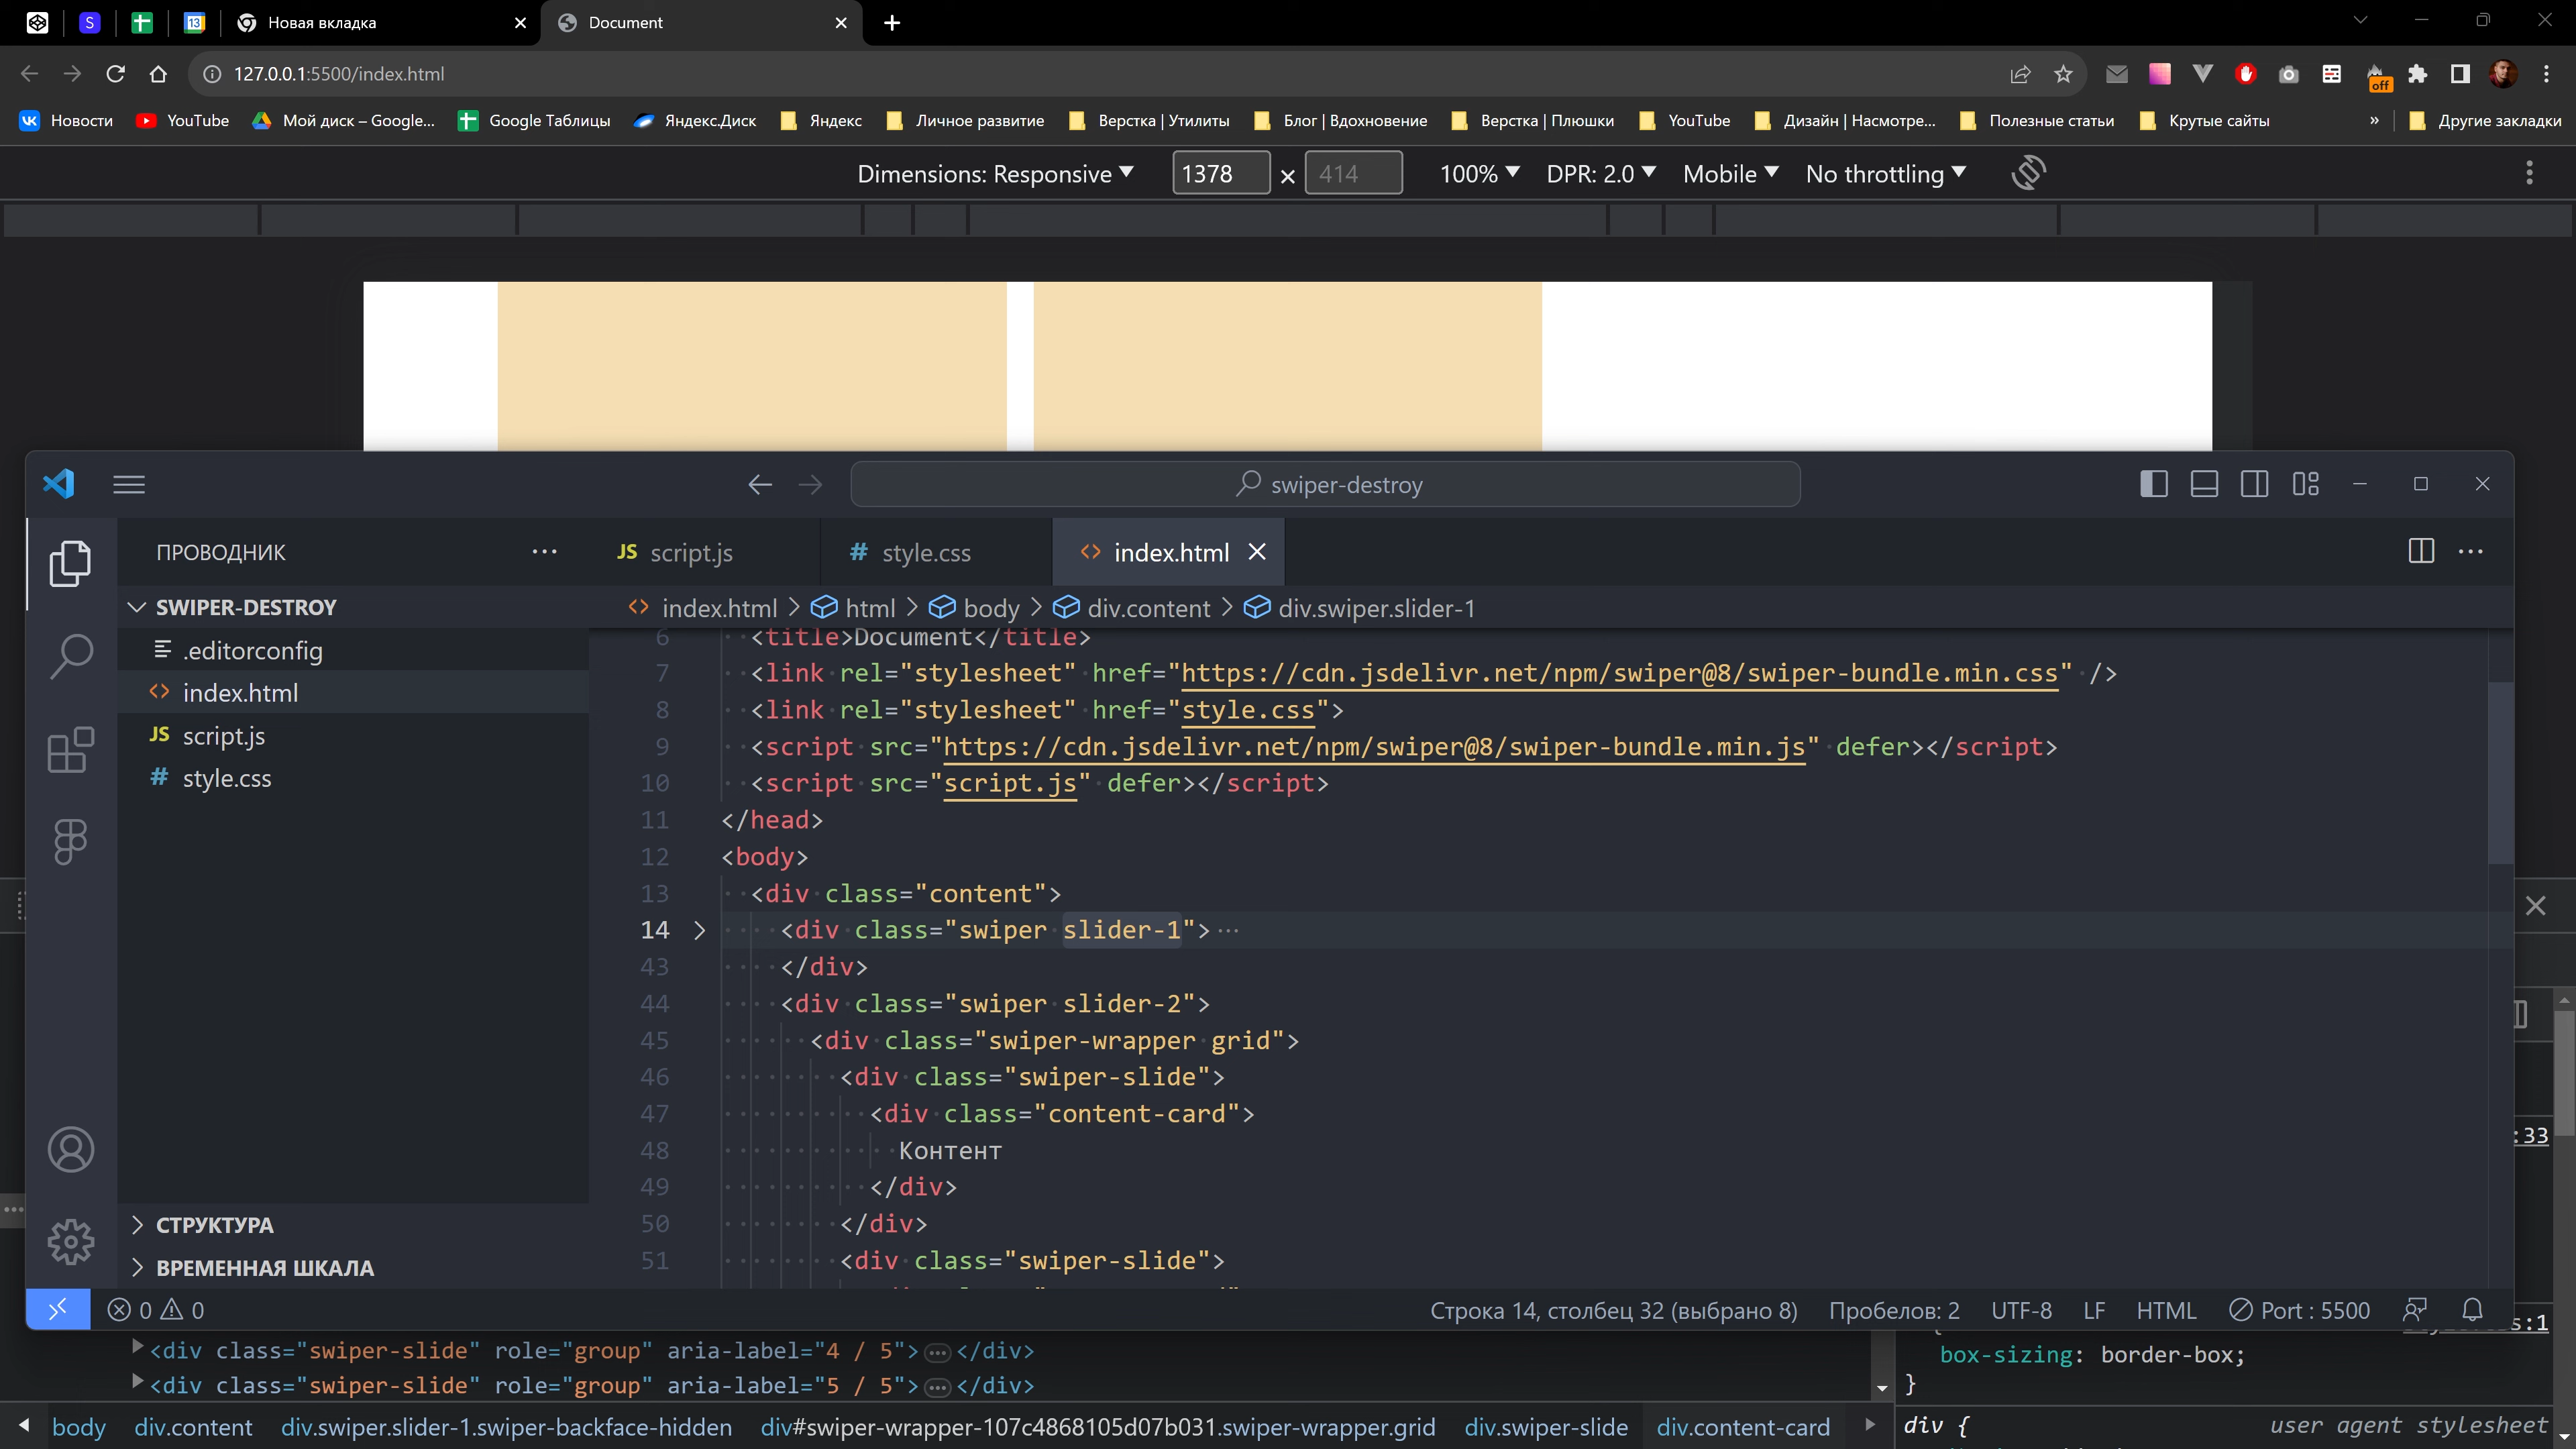 Новая вкладка
Document
127.0.0.1:5500/index.html
off
Новости
YouTube
Мой диск – Google...
Google Таблицы
Яндекс.Диск
Яндекс
Личное развитие
Верстка | Утилиты
Блог | Вдохновение
Верстка | Плюшки
YouTube
Дизайн | Насмотре...
Полезные статьи
Крутые сайты
»
Другие закладки
Dimensions: Responsive
1378 × 414
100%
DPR: 2.0
Mobile
No throttling
swiper-destroy
ПРОВОДНИК
JS script.js
# style.css
<> index.html
SWIPER-DESTROY
<> index.html > html > body > div.content > div.swiper.slider-1
.editorconfig
<> index.html
JS script.js
# style.css
6 <title>Document</title>
7 <link rel="stylesheet" href="https://cdn.jsdelivr.net/npm/swiper@8/swiper-bundle.min.css" />
8 <link rel="stylesheet" href="style.css">
9 <script src="https://cdn.jsdelivr.net/npm/swiper@8/swiper-bundle.min.js" defer></script>
10 <script src="script.js" defer></script>
11 </head>
12 <body>
13 <div class="content">
14 <div class="swiper slider-1"> ...
43 </div>
44 <div class="swiper slider-2">
45 <div class="swiper-wrapper grid">
46 <div class="swiper-slide">
47 <div class="content-card">
48 Контент
49 </div>
50 </div>
51 <div class="swiper-slide">
СТРУКТУРА
ВРЕМЕННАЯ ШКАЛА
0 0
Строка 14, столбец 32 (выбрано 8)
Пробелов: 2
UTF-8
LF
HTML
Port : 5500
:33
:1
<div class="swiper-slide" role="group" aria-label="4 / 5">...</div>
<div class="swiper-slide" role="group" aria-label="5 / 5">...</div>
box-sizing: border-box;
}
body
div.content
div.swiper.slider-1.swiper-backface-hidden
div#swiper-wrapper-107c4868105d07b031.swiper-wrapper.grid
div.swiper-slide
div.content-card
div {
user agent stylesheet